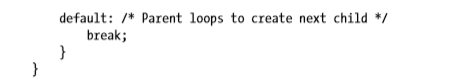 default: /* Parent loops to create next child */
break;
}
}